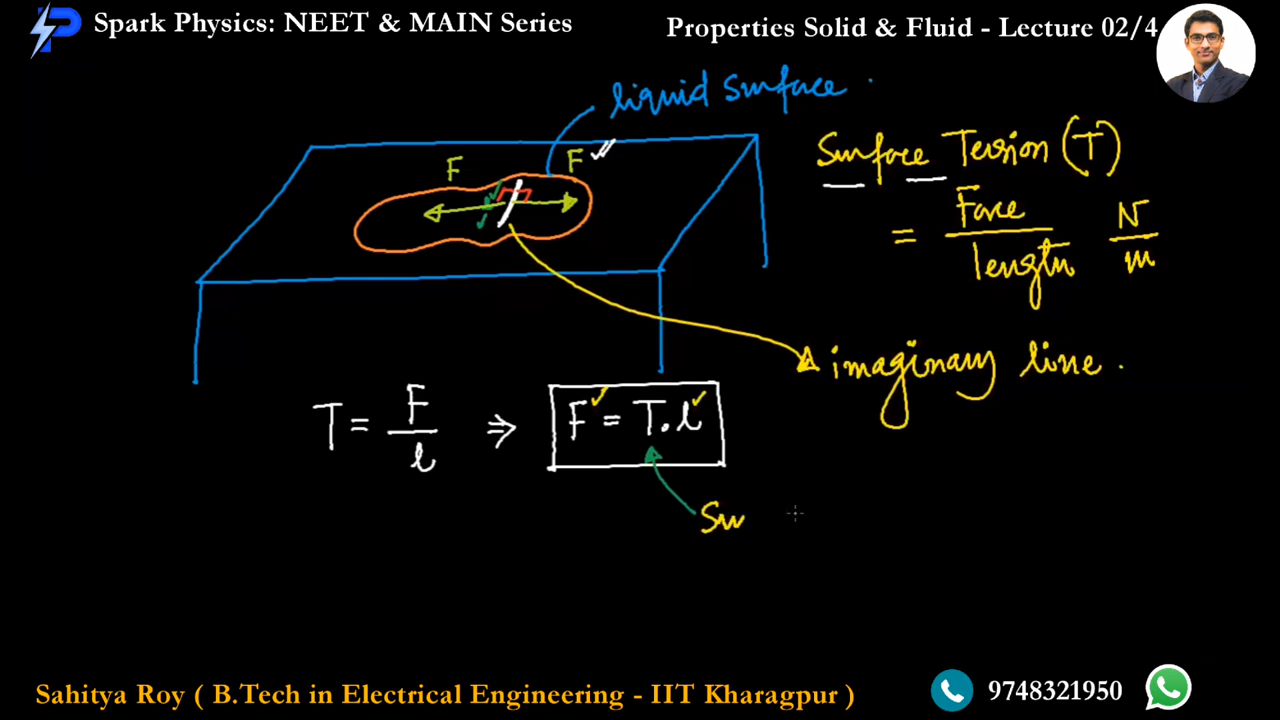 Spark Physics: NEET & MAIN Series
Properties Solid & Fluid - Lecture 02/4
liquid surface.
Surface Tension (T)
= Force / length N/m
F F
imaginary line.
T = F/l ⇒ F = T.l
Sur
Sahitya Roy ( B.Tech in Electrical Engineering - IIT Kharagpur )
9748321950